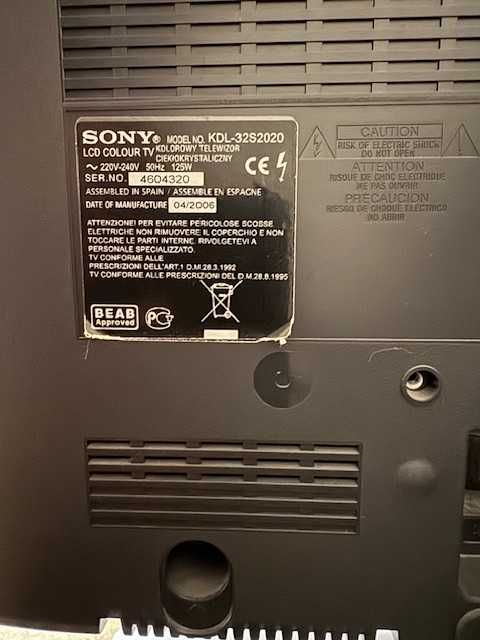 SONY® MODEL NO. KDL-32S2020
LCD COLOUR TV KOLOROWY TELEWIZOR
CIEKŁOKRYSTALICZNY
~ 220V-240V 50Hz 125W
SER.NO. 4604320
ASSEMBLED IN SPAIN / ASSEMBLE EN ESPAGNE
DATE OF MANUFACTURE 04/2006
ATTENZIONE! PER EVITARE PERICOLOSE SCOSSE
ELETTRICHE NON RIMUOVERE IL COPERCHIO E NON
TOCCARE LE PARTI INTERNE. RIVOLGETEVI A
PERSONALE SPECIALIZZATO.
TV CONFORME ALLE
PRESCRIZIONI DELL'ART.1 D.M.28.3.1992
TV CONFORME ALLE PRESCRIZIONI DEL D.M.28.8.1995
BEAB
Approved
CE
CAUTION
RISK OF ELECTRIC SHOCK
DO NOT OPEN
ATTENTION
RISQUE DE CHOC ELECTRIQUE
NE PAS OUVRIR
PRECAUCION
RIESGO DE CHOQUE ELECTRICO
NO ABRIR